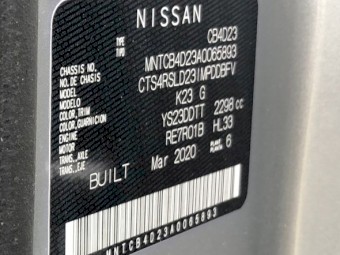 NISSAN
TYPE
TIPO
CB4D23
CHASSIS NO.
NO. DE CHASIS
MNTCB4D23A0065893
MODEL
MODELO
CTS4RSLD23IMPDDBFV
COLOR, TRIM
COLOR, GUARNICION
K23 G
ENGINE
MOTOR
YS23DDTT 2298 cc
TRANS., AXLE
TRANS., EJE
RE7R01B HL33
BUILT Mar 2020 PLANT
PLANTA 6
MNTCB4D23A0065893